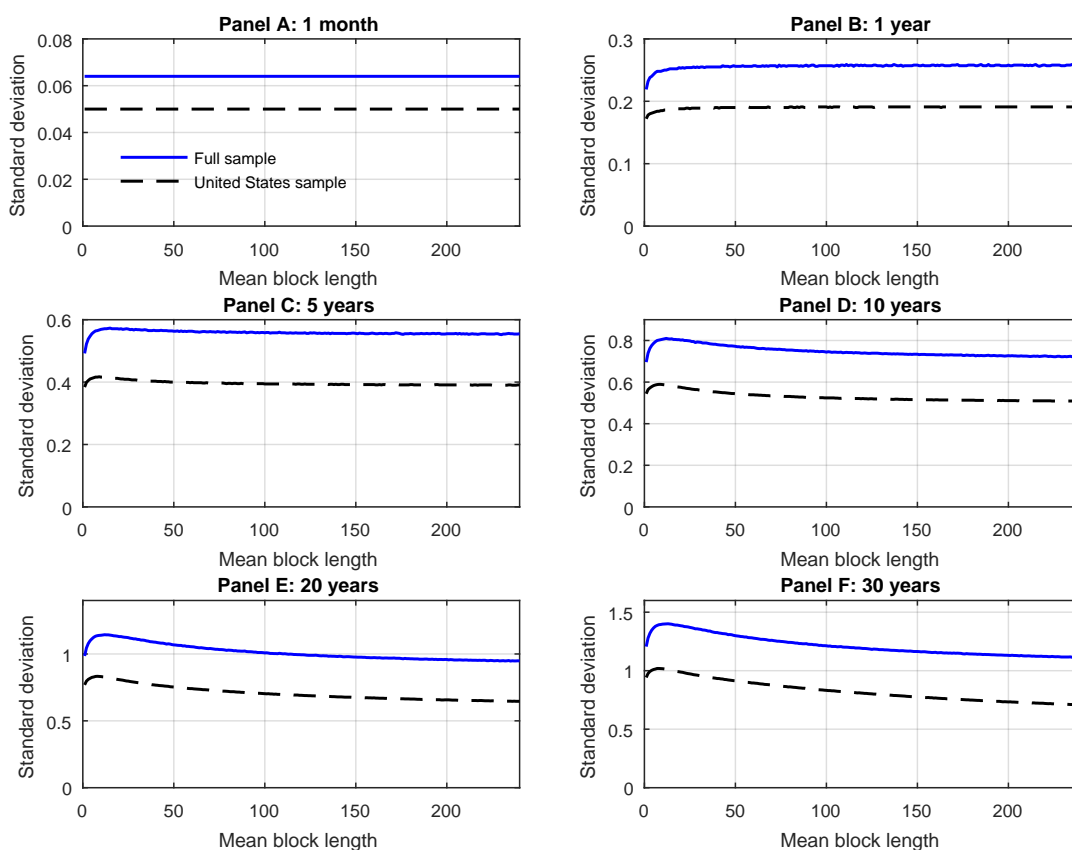 Panel A: 1 month
Standard deviation
0.08
0.06
0.04
0.02
0
Full sample
United States sample
0 50 100 150 200
Mean block length
Panel B: 1 year
Standard deviation
0.3
0.2
0.1
0
0 50 100 150 200
Mean block length
Panel C: 5 years
Standard deviation
0.6
0.4
0.2
0
0 50 100 150 200
Mean block length
Panel D: 10 years
Standard deviation
0.8
0.6
0.4
0.2
0
0 50 100 150 200
Mean block length
Panel E: 20 years
Standard deviation
1
0.5
0
0 50 100 150 200
Mean block length
Panel F: 30 years
Standard deviation
1.5
1
0.5
0
0 50 100 150 200
Mean block length